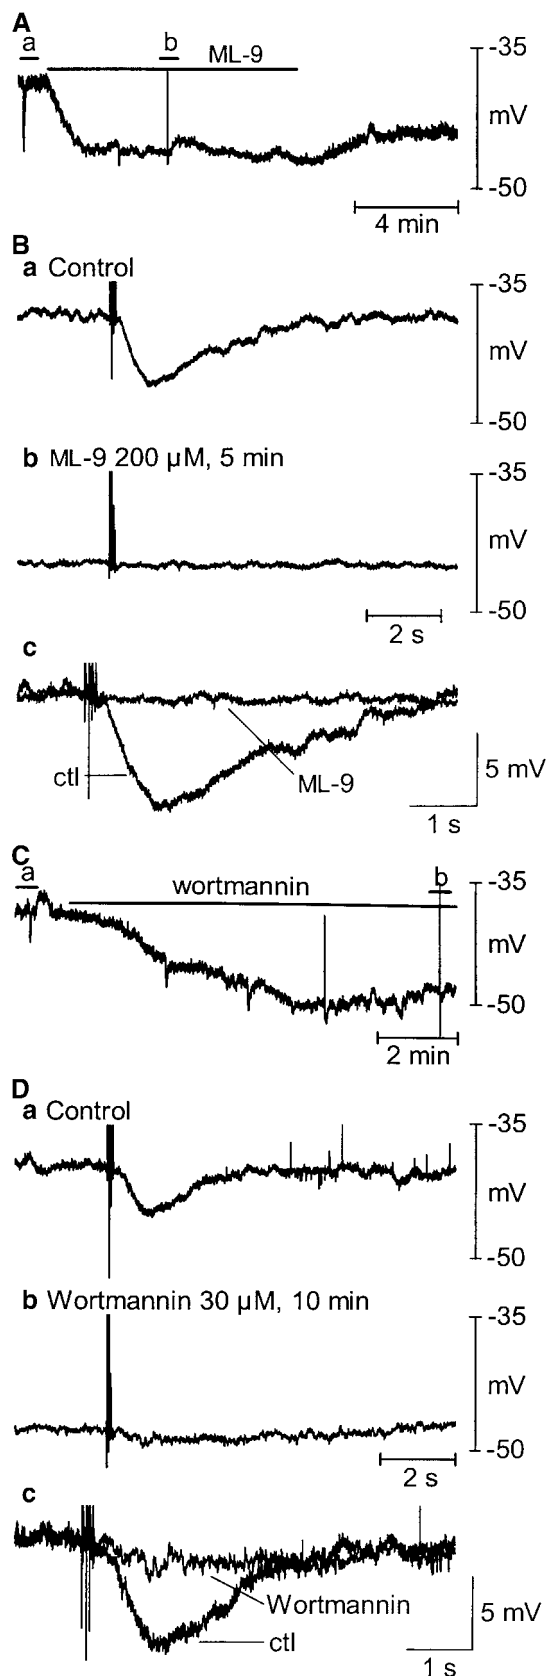 A
a
b
ML-9
-35
mV
-50
4 min
B
a Control
-35
mV
-50
b ML-9 200 µM, 5 min
-35
mV
-50
2 s
c
ctl
ML-9
5 mV
1 s
C
a
wortmannin
b
-35
mV
-50
2 min
D
a Control
-35
mV
-50
b Wortmannin 30 µM, 10 min
-35
mV
-50
2 s
c
Wortmannin
ctl
5 mV
1 s